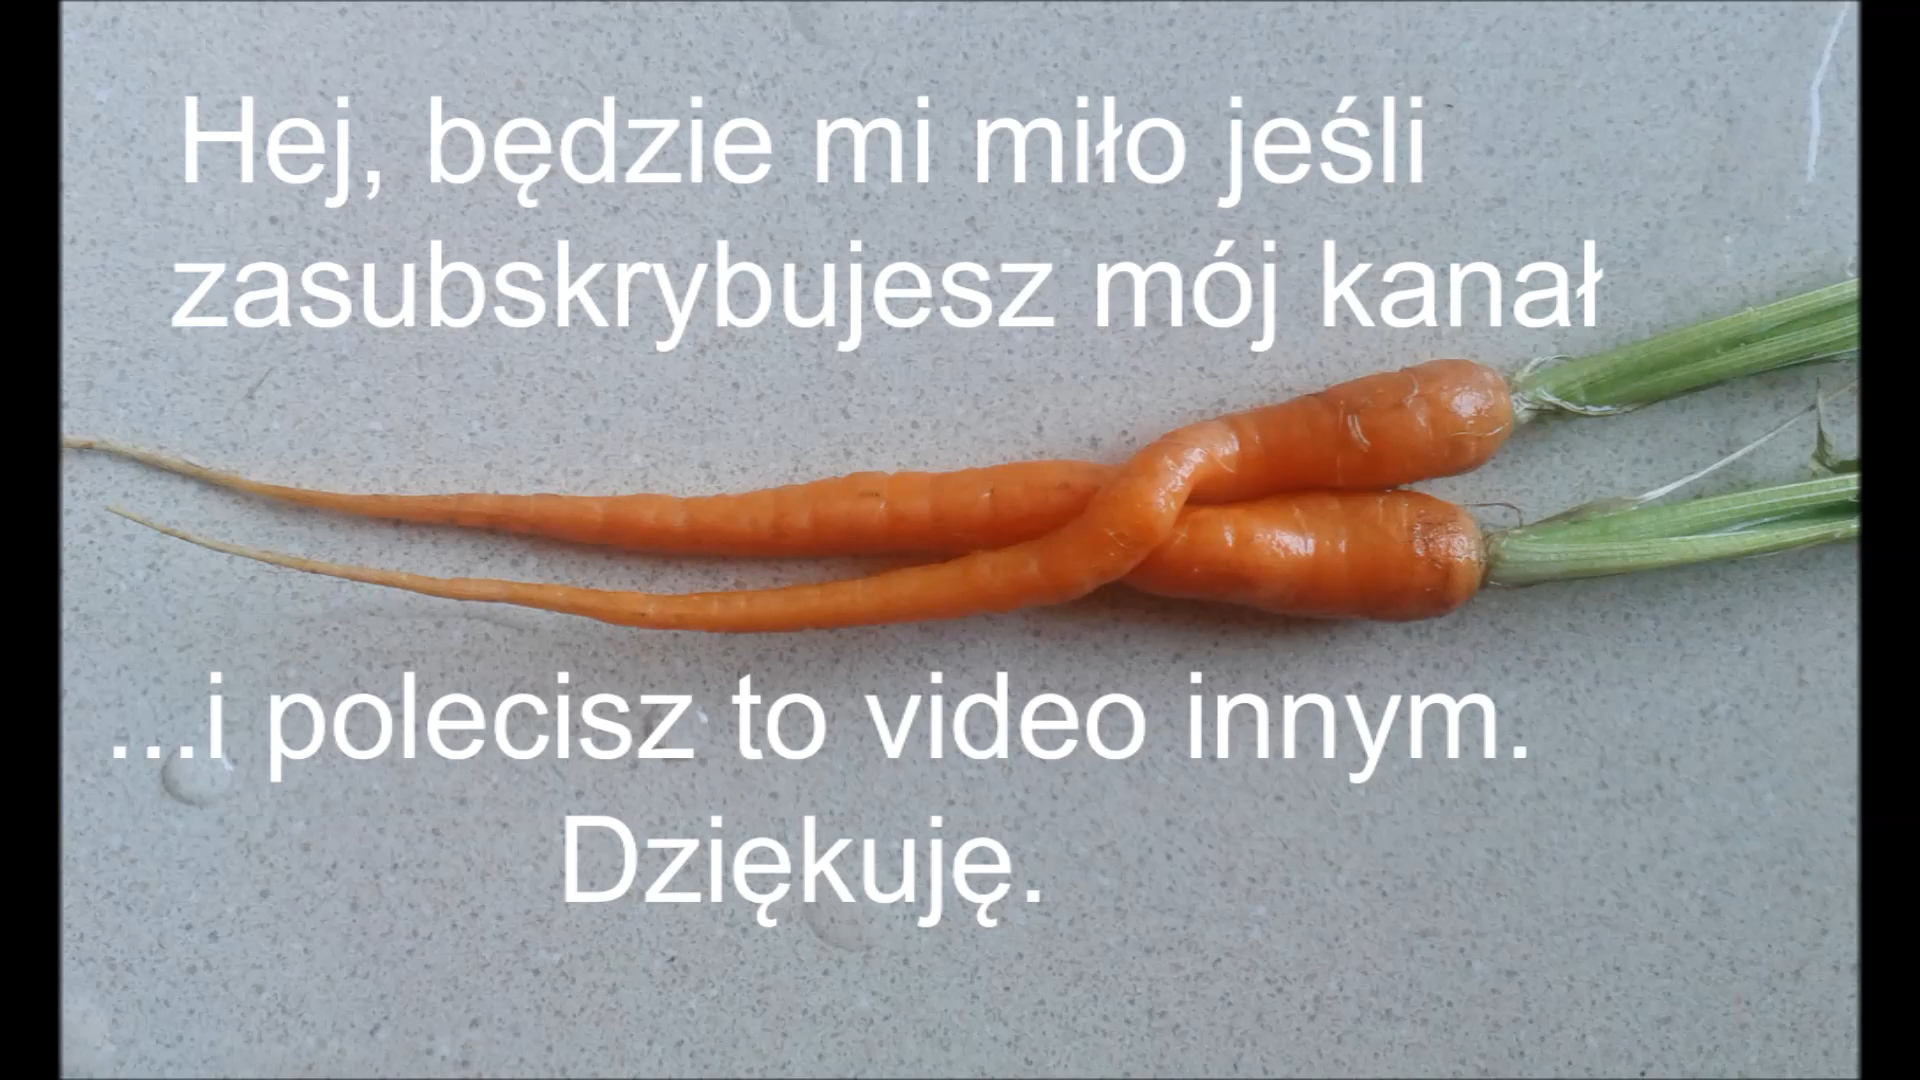 Hej, będzie mi miło jeśli
zasubskrybujesz mój kanał
...i polecisz to video innym.
Dziękuję.